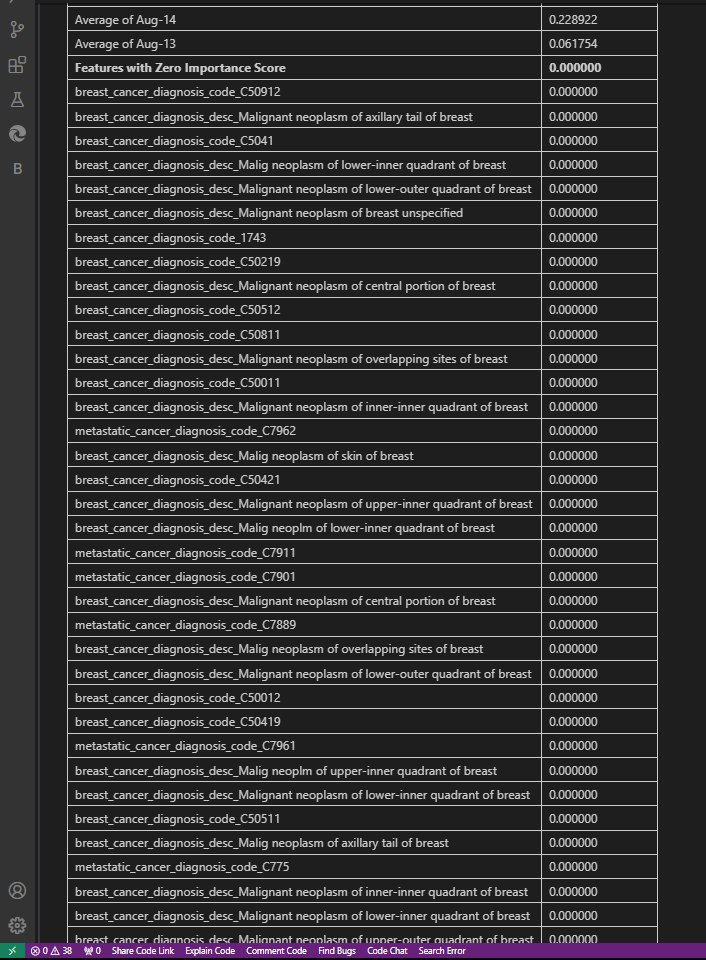 Average of Aug-14 0.228922
Average of Aug-13 0.061754
Features with Zero Importance Score 0.000000
breast_cancer_diagnosis_code_C50912 0.000000
breast_cancer_diagnosis_desc_Malignant neoplasm of axillary tail of breast 0.000000
breast_cancer_diagnosis_code_C5041 0.000000
breast_cancer_diagnosis_desc_Malig neoplasm of lower-inner quadrant of breast 0.000000
breast_cancer_diagnosis_desc_Malignant neoplasm of lower-outer quadrant of breast 0.000000
breast_cancer_diagnosis_desc_Malignant neoplasm of breast unspecified 0.000000
breast_cancer_diagnosis_code_1743 0.000000
breast_cancer_diagnosis_code_C50219 0.000000
breast_cancer_diagnosis_desc_Malignant neoplasm of central portion of breast 0.000000
breast_cancer_diagnosis_code_C50512 0.000000
breast_cancer_diagnosis_code_C50811 0.000000
breast_cancer_diagnosis_desc_Malignant neoplasm of overlapping sites of breast 0.000000
breast_cancer_diagnosis_code_C50011 0.000000
breast_cancer_diagnosis_desc_Malignant neoplasm of inner-inner quadrant of breast 0.000000
metastatic_cancer_diagnosis_code_C7962 0.000000
breast_cancer_diagnosis_desc_Malig neoplasm of skin of breast 0.000000
breast_cancer_diagnosis_code_C50421 0.000000
breast_cancer_diagnosis_desc_Malignant neoplasm of upper-inner quadrant of breast 0.000000
breast_cancer_diagnosis_desc_Malig neoplm of lower-inner quadrant of breast 0.000000
metastatic_cancer_diagnosis_code_C7911 0.000000
metastatic_cancer_diagnosis_code_C7901 0.000000
breast_cancer_diagnosis_desc_Malignant neoplasm of central portion of breast 0.000000
metastatic_cancer_diagnosis_code_C7889 0.000000
breast_cancer_diagnosis_desc_Malig neoplasm of overlapping sites of breast 0.000000
breast_cancer_diagnosis_desc_Malignant neoplasm of lower-outer quadrant of breast 0.000000
breast_cancer_diagnosis_code_C50012 0.000000
breast_cancer_diagnosis_code_C50419 0.000000
metastatic_cancer_diagnosis_code_C7961 0.000000
breast_cancer_diagnosis_desc_Malig neoplm of upper-inner quadrant of breast 0.000000
breast_cancer_diagnosis_desc_Malignant neoplasm of lower-inner quadrant of breast 0.000000
breast_cancer_diagnosis_code_C50511 0.000000
breast_cancer_diagnosis_desc_Malig neoplasm of axillary tail of breast 0.000000
metastatic_cancer_diagnosis_code_C775 0.000000
breast_cancer_diagnosis_desc_Malignant neoplasm of inner-inner quadrant of breast 0.000000
breast_cancer_diagnosis_desc_Malignant neoplasm of lower-inner quadrant of breast 0.000000
breast_cancer_diagnosis_desc_Malignant neoplasm of upper-outer quadrant of breast 0.000000
B
0 38 0 Share Code Link Explain Code Comment Code Find Bugs Code Chat Search Error